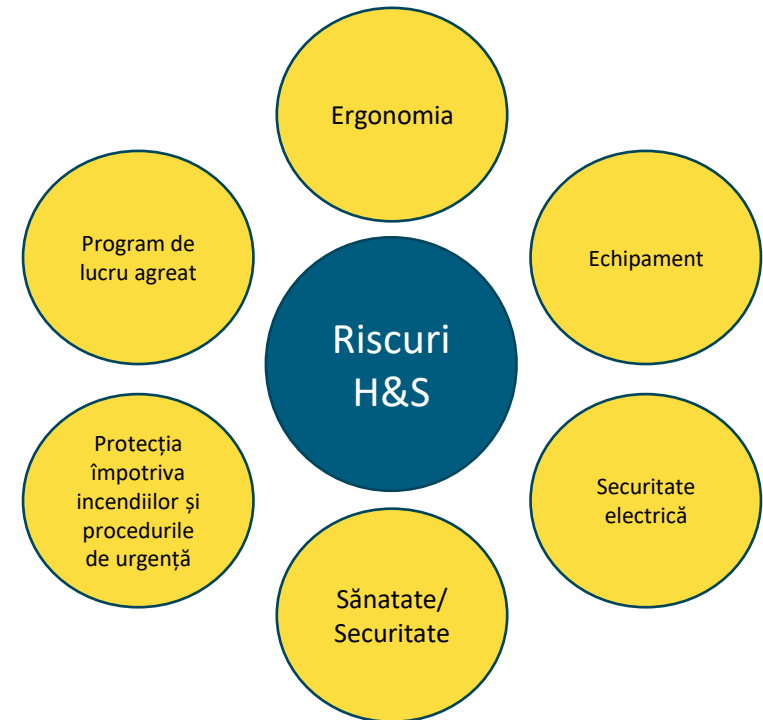 Ergonomia
Program de
lucru agreat
Echipament
Riscuri
H&S
Protecția
împotriva
incendiilor și
procedurile
de urgență
Securitate
electrică
Sănatate/
Securitate